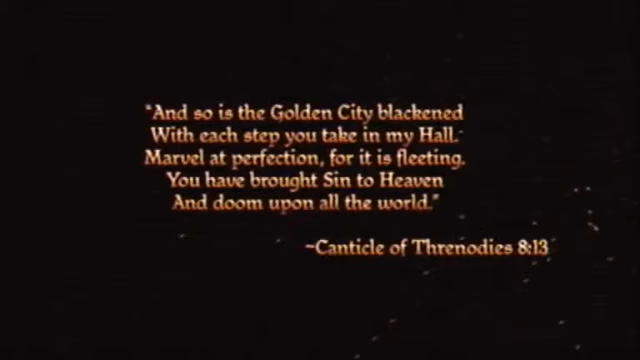 "And so is the Golden City blackened
With each step you take in my Hall.
Marvel at perfection, for it is fleeting.
You have brought Sin to Heaven
And doom upon all the world."
~Canticle of Threnodies 8:13